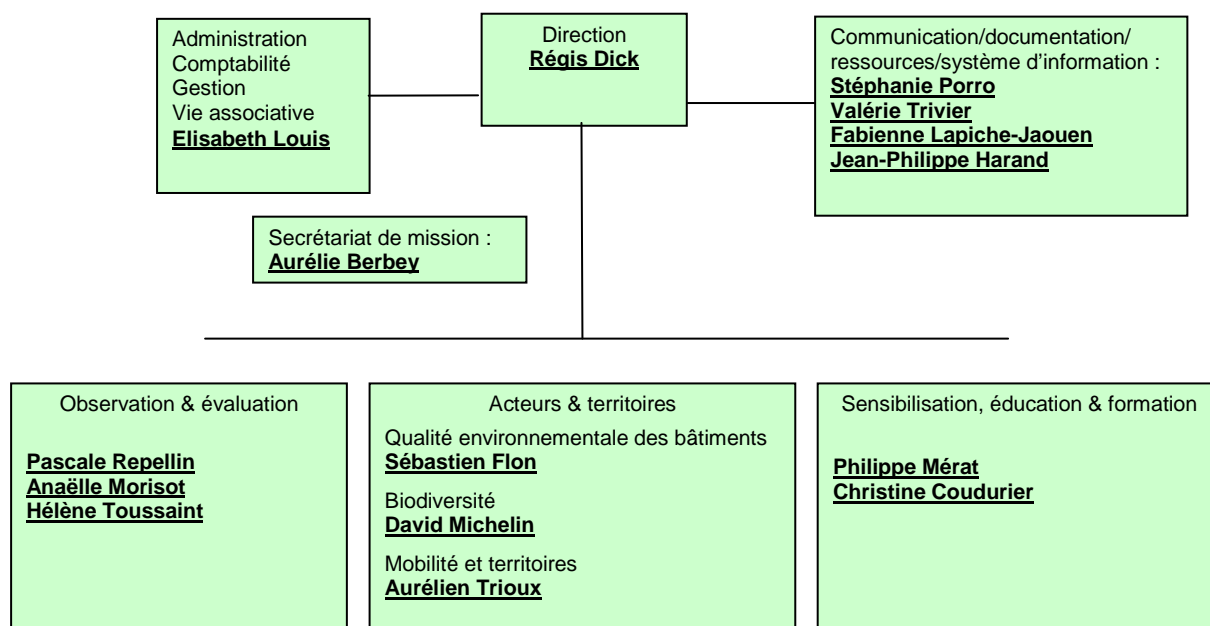 Administration
Comptabilité
Gestion
Vie associative
Elisabeth Louis
Direction
Régis Dick
Communication/documentation/
ressources/système d’information :
Stéphanie Porro
Valérie Trivier
Fabienne Lapiche-Jaouen
Jean-Philippe Harand
Secrétariat de mission :
Aurélie Berbey
Observation & évaluation
Pascale Repellin
Anaëlle Morisot
Hélène Toussaint
Acteurs & territoires
Qualité environnementale des bâtiments
Sébastien Flon
Biodiversité
David Michelin
Mobilité et territoires
Aurélien Trioux
Sensibilisation, éducation & formation
Philippe Mérat
Christine Coudurier